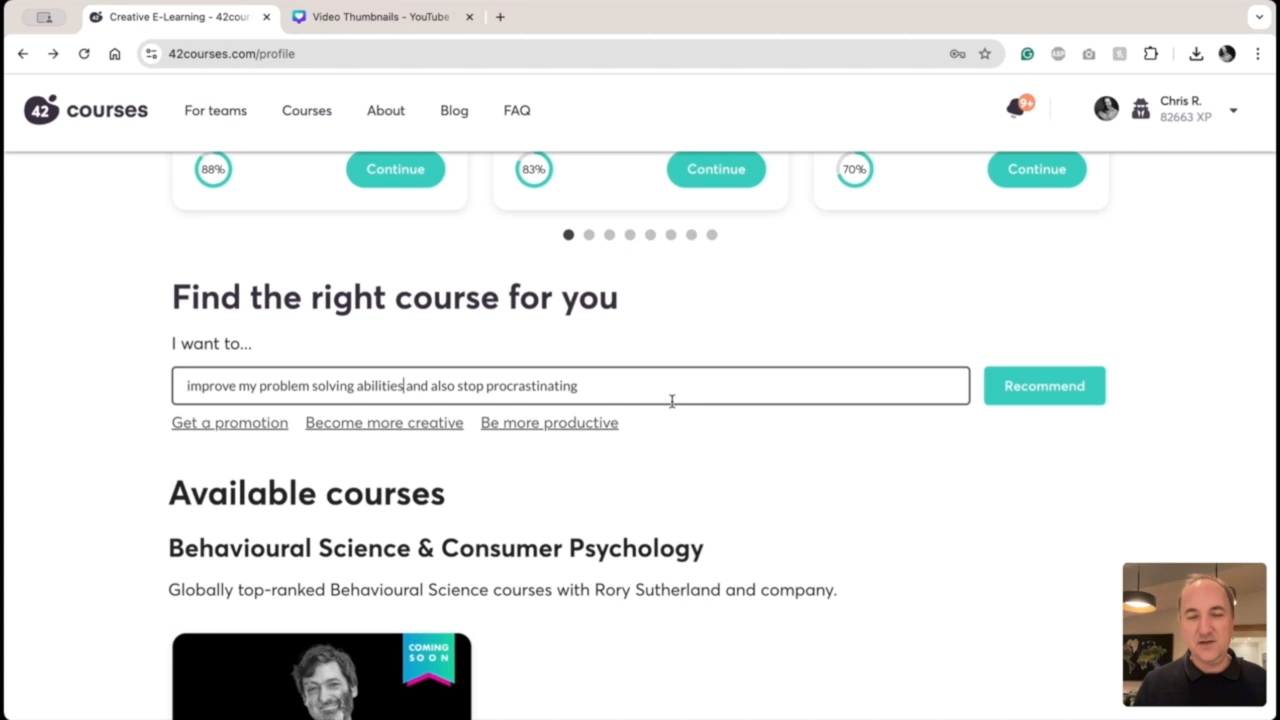 Creative E-Learning - 42cour
Video Thumbnails - YouTube
42courses.com/profile
42 courses
For teams
Courses
About
Blog
FAQ
9+
Chris R.
82663 XP
88%
Continue
83%
Continue
70%
Continue
Find the right course for you
I want to...
improve my problem solving abilities and also stop procrastinating
Recommend
Get a promotion
Become more creative
Be more productive
Available courses
Behavioural Science & Consumer Psychology
Globally top-ranked Behavioural Science courses with Rory Sutherland and company.
COMING
SOON